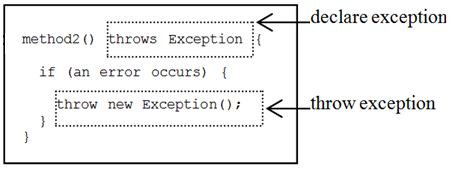 declare exception
method2() throws Exception {
if (an error occurs) {
throw new Exception();
throw exception
}
}